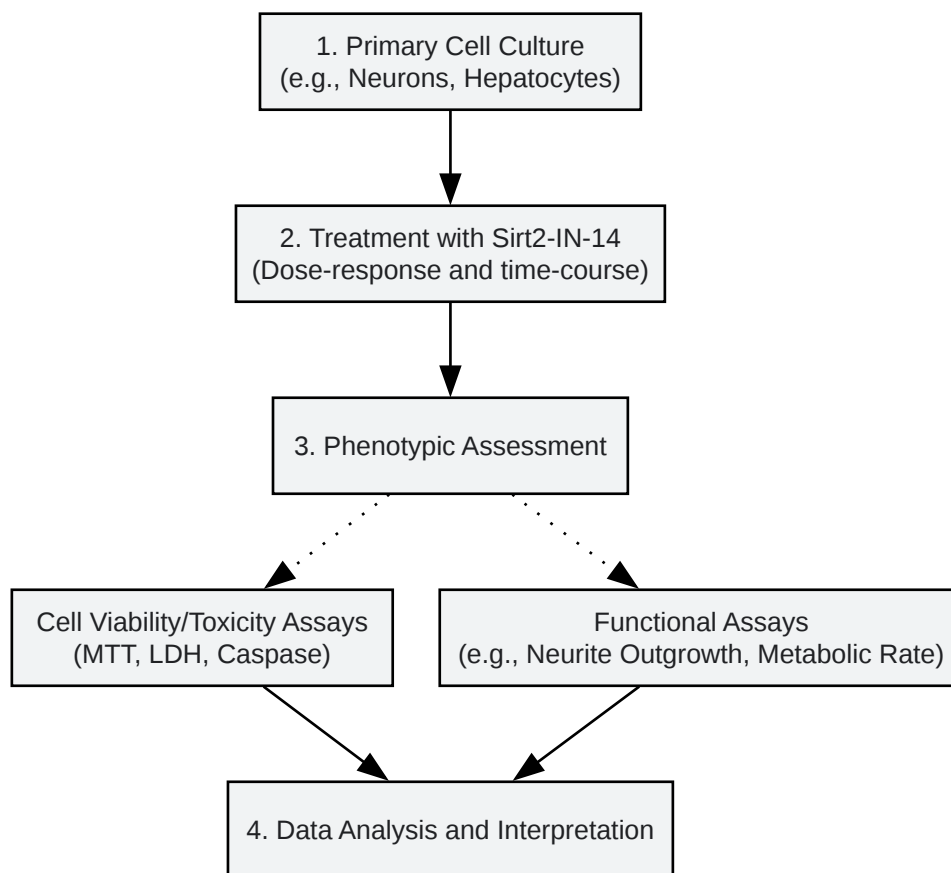 1. Primary Cell Culture
(e.g., Neurons, Hepatocytes)
2. Treatment with Sirt2-IN-14
(Dose-response and time-course)
3. Phenotypic Assessment
Cell Viability/Toxicity Assays
(MTT, LDH, Caspase)
Functional Assays
(e.g., Neurite Outgrowth, Metabolic Rate)
4. Data Analysis and Interpretation